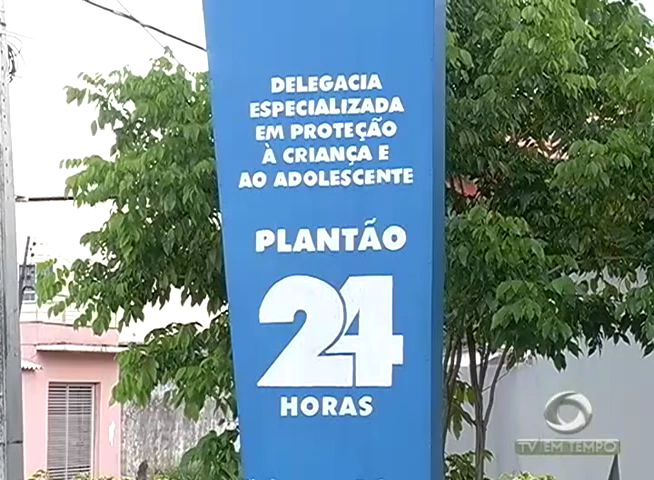 DELEGACIA
ESPECIALIZADA
EM PROTEÇÃO
À CRIANÇA E
AO ADOLESCENTE
PLANTÃO
24
HORAS
TV EM TEMPO